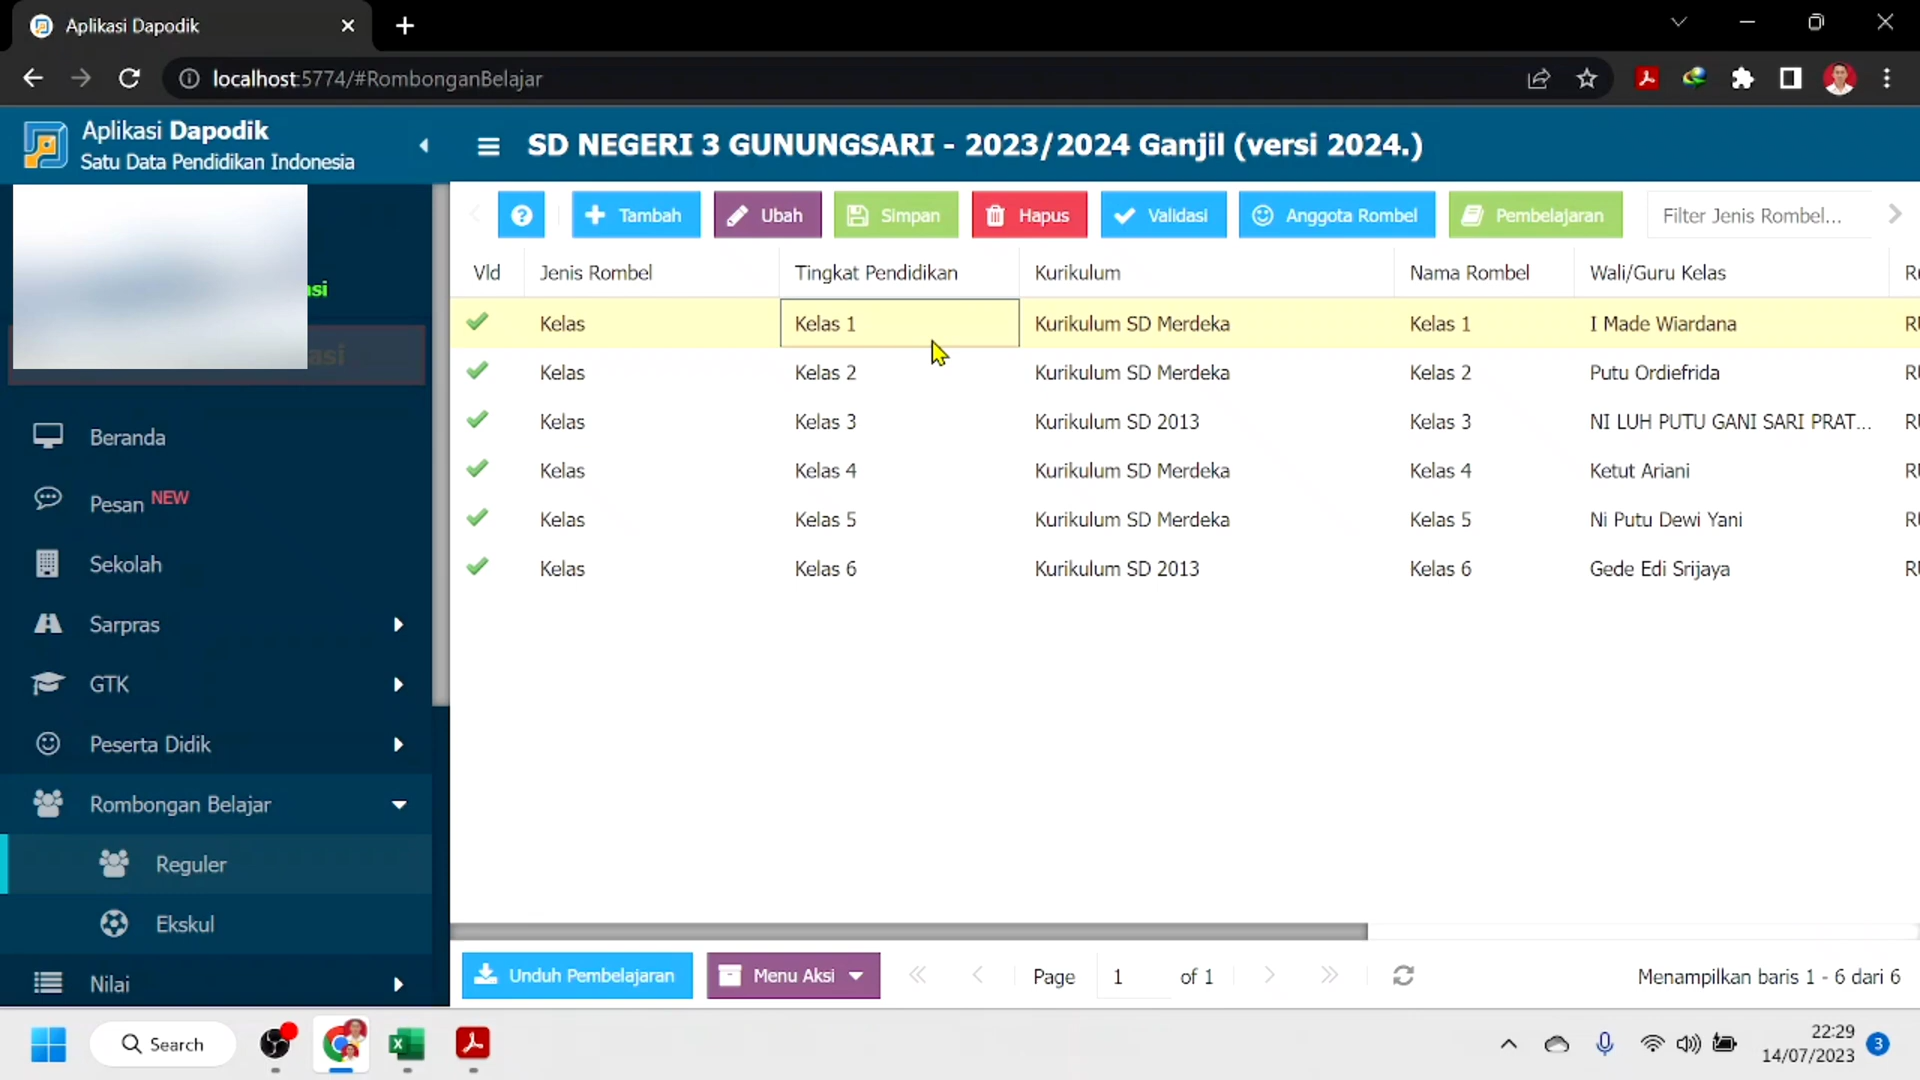 Aplikasi Dapodik
localhost:5774/#RombonganBelajar
Aplikasi Dapodik
Satu Data Pendidikan Indonesia
SD NEGERI 3 GUNUNGSARI - 2023/2024 Ganjil (versi 2024.)
Tambah Ubah Simpan Hapus Validasi Anggota Rombel Pembelajaran Filter Jenis Rombel...
Vld Jenis Rombel Tingkat Pendidikan Kurikulum Nama Rombel Wali/Guru Kelas
Kelas Kelas 1 Kurikulum SD Merdeka Kelas 1 I Made Wiardana
Kelas Kelas 2 Kurikulum SD Merdeka Kelas 2 Putu Ordiefrida
Kelas Kelas 3 Kurikulum SD 2013 Kelas 3 NI LUH PUTU GANI SARI PRAT...
Kelas Kelas 4 Kurikulum SD Merdeka Kelas 4 Ketut Ariani
Kelas Kelas 5 Kurikulum SD Merdeka Kelas 5 Ni Putu Dewi Yani
Kelas Kelas 6 Kurikulum SD 2013 Kelas 6 Gede Edi Srijaya
Beranda
Pesan NEW
Sekolah
Sarpras
GTK
Peserta Didik
Rombongan Belajar
Reguler
Ekskul
Nilai
Unduh Pembelajaran Menu Aksi Page 1 of 1 Menampilkan baris 1 - 6 dari 6
Search
22:29
14/07/2023
3